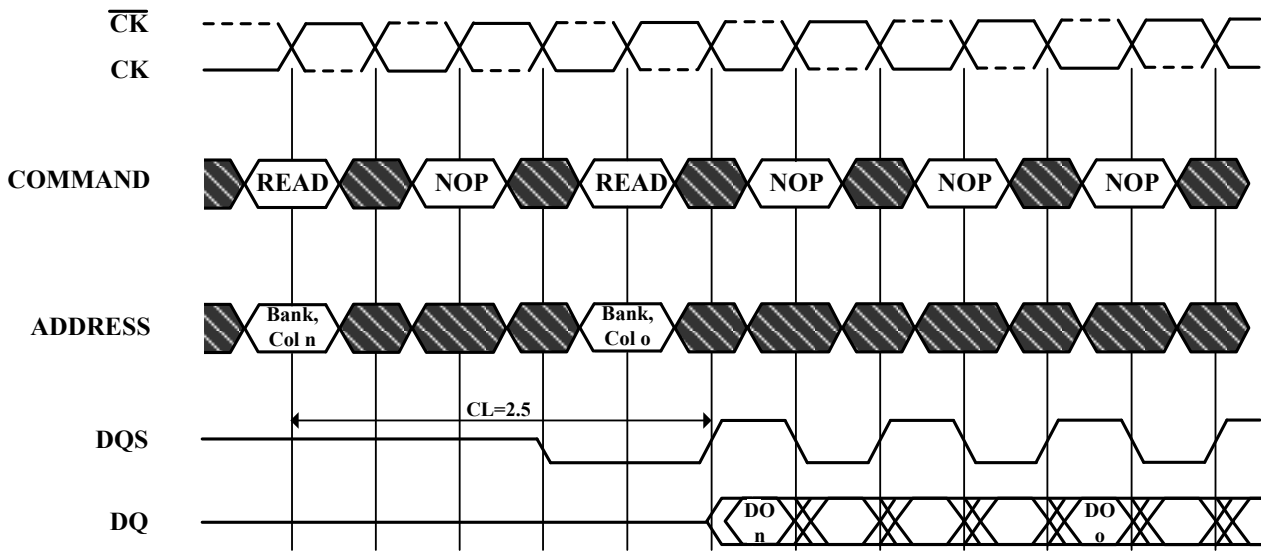 CK
CK
COMMAND
READ
NOP
READ
NOP
NOP
NOP
ADDRESS
Bank,
Col n
Bank,
Col o
CL=2.5
DQS
DQ
DO
n
DO
o